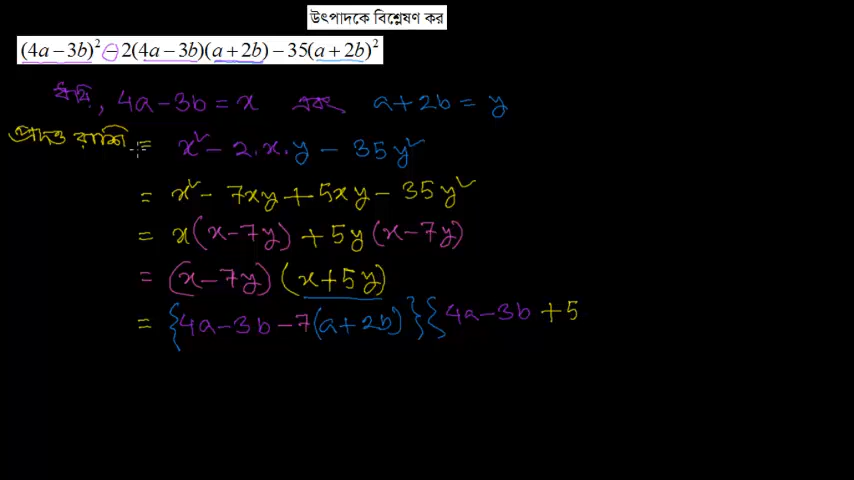 উৎপাদকে বিশ্লেষণ কর
(4a−3b)² − 2(4a−3b)(a+2b) − 35(a+2b)²
ধরি, 4a−3b = x এবং a+2b = y
প্রদত্ত রাশি = x² − 2.x.y − 35y²
= x² − 7xy + 5xy − 35y²
= x(x−7y) + 5y(x−7y)
= (x−7y)(x+5y)
= {4a−3b−7(a+2b)}{4a−3b+5